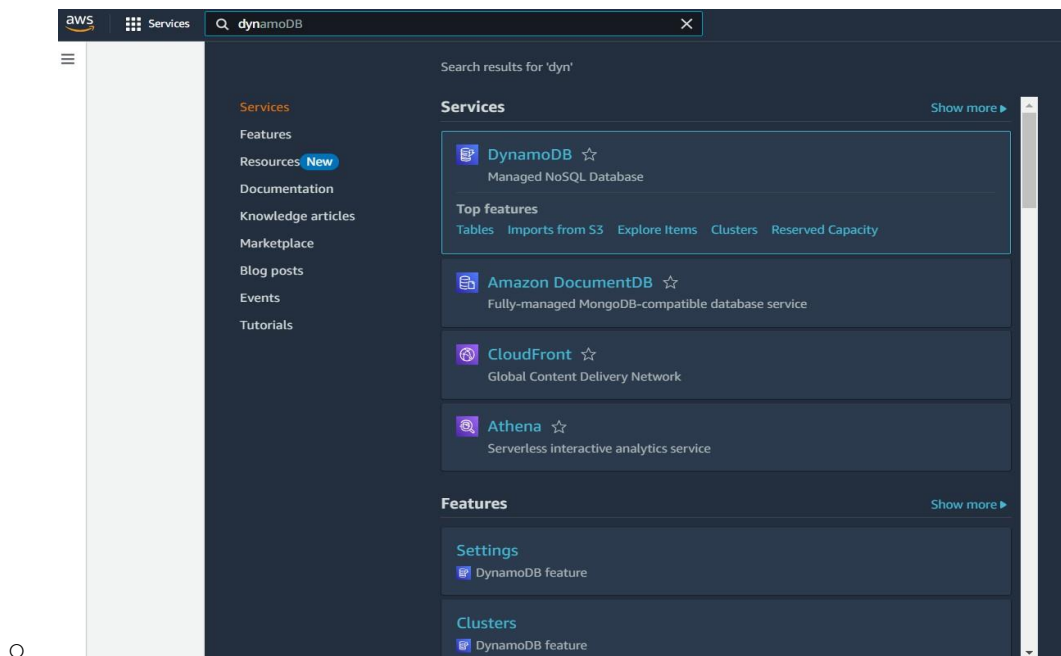 aws
Services
dynamoDB
Search results for 'dyn'
Services
Features
Resources New
Documentation
Knowledge articles
Marketplace
Blog posts
Events
Tutorials
Services
Show more
DynamoDB
Managed NoSQL Database
Top features
Tables Imports from S3 Explore Items Clusters Reserved Capacity
Amazon DocumentDB
Fully-managed MongoDB-compatible database service
CloudFront
Global Content Delivery Network
Athena
Serverless interactive analytics service
Features
Show more
Settings
DynamoDB feature
Clusters
DynamoDB feature